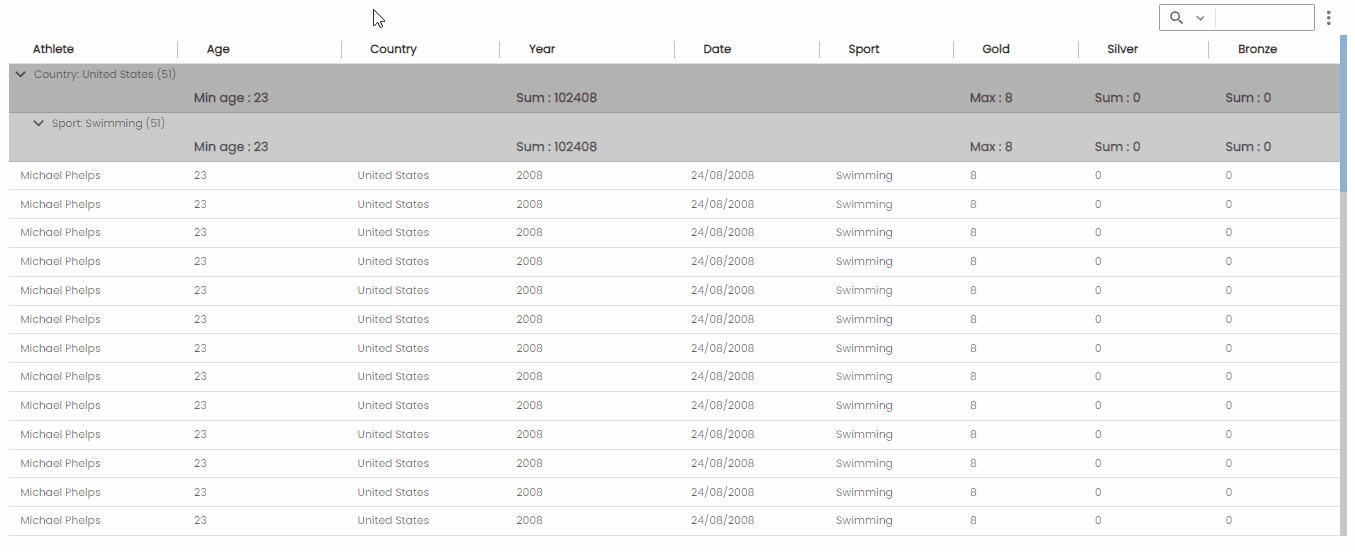 Athlete Age Country Year Date Sport Gold Silver Bronze
Country: United States (51)
Min age : 23 Sum : 102408 Max : 8 Sum : 0 Sum : 0
Sport: Swimming (51)
Min age : 23 Sum : 102408 Max : 8 Sum : 0 Sum : 0
Michael Phelps 23 United States 2008 24/08/2008 Swimming 8 0 0
Michael Phelps 23 United States 2008 24/08/2008 Swimming 8 0 0
Michael Phelps 23 United States 2008 24/08/2008 Swimming 8 0 0
Michael Phelps 23 United States 2008 24/08/2008 Swimming 8 0 0
Michael Phelps 23 United States 2008 24/08/2008 Swimming 8 0 0
Michael Phelps 23 United States 2008 24/08/2008 Swimming 8 0 0
Michael Phelps 23 United States 2008 24/08/2008 Swimming 8 0 0
Michael Phelps 23 United States 2008 24/08/2008 Swimming 8 0 0
Michael Phelps 23 United States 2008 24/08/2008 Swimming 8 0 0
Michael Phelps 23 United States 2008 24/08/2008 Swimming 8 0 0
Michael Phelps 23 United States 2008 24/08/2008 Swimming 8 0 0
Michael Phelps 23 United States 2008 24/08/2008 Swimming 8 0 0
Michael Phelps 23 United States 2008 24/08/2008 Swimming 8 0 0